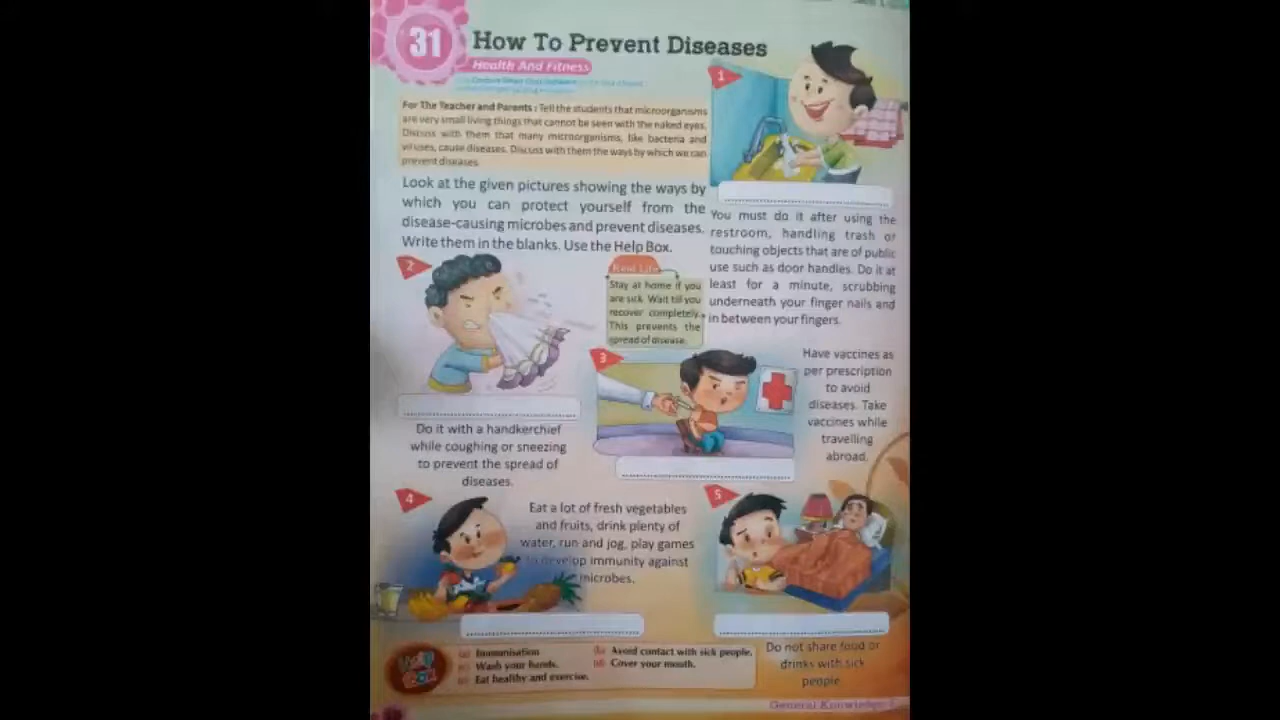 31
How To Prevent Diseases
Health And Fitness
For The Teacher and Parents : Tell the students that microorganisms
are very small living things that cannot be seen with the naked eyes.
Discuss with them that many microorganisms, like bacteria and
viruses, cause diseases. Discuss with them the ways by which we can
prevent diseases.
Look at the given pictures showing the ways by
which you can protect yourself from the
disease-causing microbes and prevent diseases.
Write them in the blanks. Use the Help Box.
1
You must do it after using the
restroom, handling trash or
touching objects that are of public
use such as door handles. Do it at
least for a minute, scrubbing
underneath your finger nails and
in between your fingers.
2
Do it with a handkerchief
while coughing or sneezing
to prevent the spread of
diseases.
Real Life
Stay at home if you
are sick. Wait till you
recover completely.
This prevents the
spread of disease.
3
Have vaccines as
per prescription
to avoid
diseases. Take
vaccines while
travelling
abroad.
4
Eat a lot of fresh vegetables
and fruits, drink plenty of
water, run and jog, play games
to develop immunity against
microbes.
5
Do not share food or
drinks with sick
people.
Help
Box
(a) Immunisation
(b) Avoid contact with sick people.
(c) Wash your hands.
(d) Cover your mouth.
(e) Eat healthy and exercise.
General Knowledge